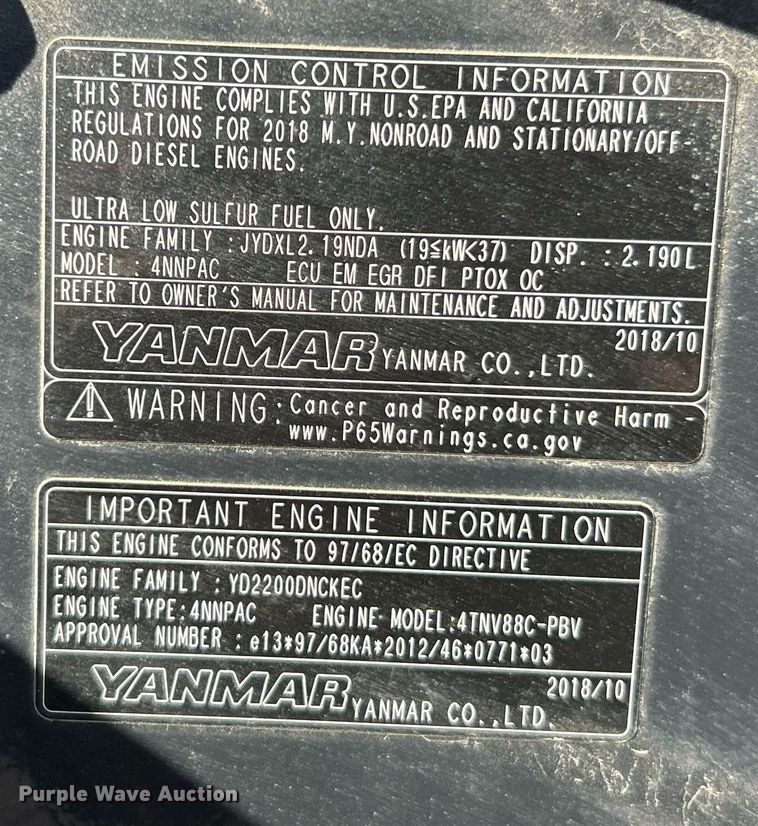 EMISSION CONTROL INFORMATION
THIS ENGINE COMPLIES WITH U.S.EPA AND CALIFORNIA
REGULATIONS FOR 2018 M.Y.NONROAD AND STATIONARY/OFF-
ROAD DIESEL ENGINES.
ULTRA LOW SULFUR FUEL ONLY.
ENGINE FAMILY :JYDXL2.19NDA (19≦kW<37) DISP. :2.190L
MODEL : 4NNPAC ECU EM EGR DFI PTOX OC
REFER TO OWNER'S MANUAL FOR MAINTENANCE AND ADJUSTMENTS.
2018/10
YANMAR YANMAR CO.,LTD.
WARNING:Cancer and Reproductive Harm -
www.P65Warnings.ca.gov
IMPORTANT ENGINE INFORMATION
THIS ENGINE CONFORMS TO 97/68/EC DIRECTIVE
ENGINE FAMILY : YD2200DNCKEC
ENGINE TYPE:4NNPAC ENGINE MODEL:4TNV88C-PBV
APPROVAL NUMBER : e13*97/68KA*2012/46*0771*03
2018/10
YANMAR YANMAR CO.,LTD.
Purple Wave Auction